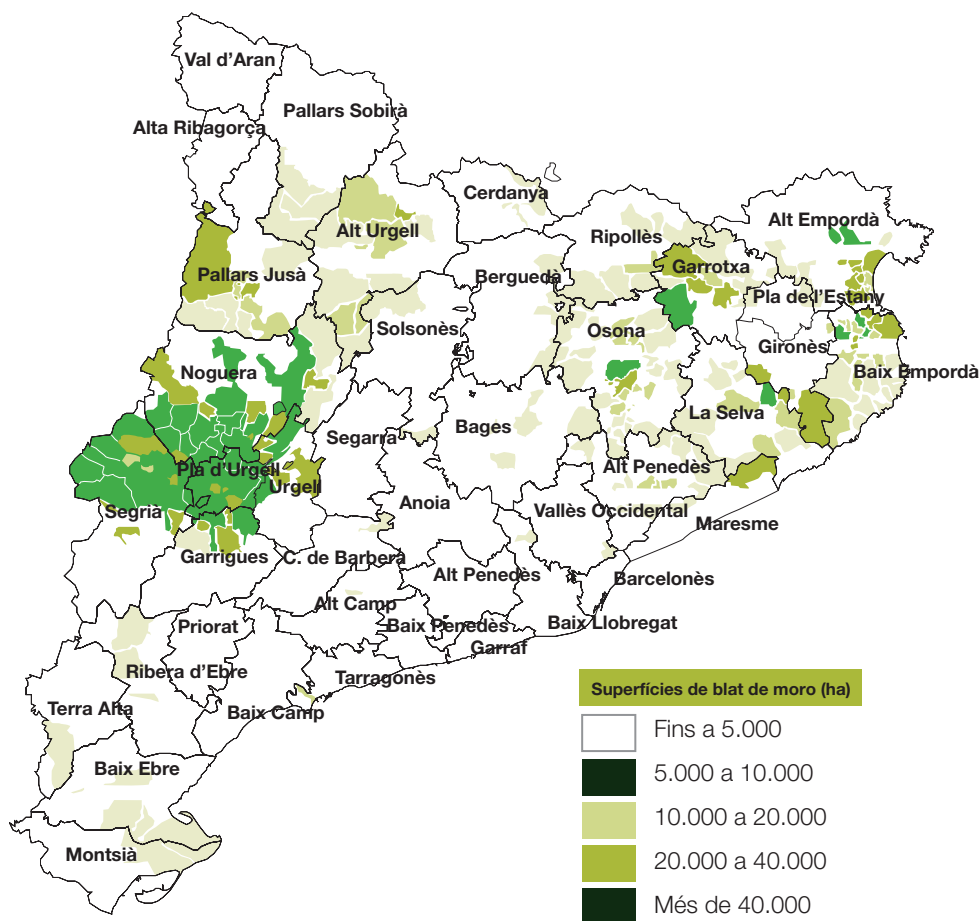 Val d’Aran
Pallars Sobirà
Alta Ribagorça
Cerdanya
Alt Empordà
Alt Urgell
Ripollès
Garrotxa
Pallars Jusà
Berguedà
Pla de l’Estany
Solsonès
Osona
Gironès
Noguera
Baix Empordà
La Selva
Segarra
Bages
Pla d’Urgell
Alt Penedès
Urgell
Anoia
Segrià
Vallès Occidental
Maresme
Garrigues
C. de Barberà
Alt Penedès
Barcelonès
Alt Camp
Priorat
Baix Penedès
Baix Llobregat
Garraf
Ribera d’Ebre
Tarragonès
Terra Alta
Baix Camp
Baix Ebre
Montsià
Superfícies de blat de moro (ha)
Fins a 5.000
5.000 a 10.000
10.000 a 20.000
20.000 a 40.000
Més de 40.000